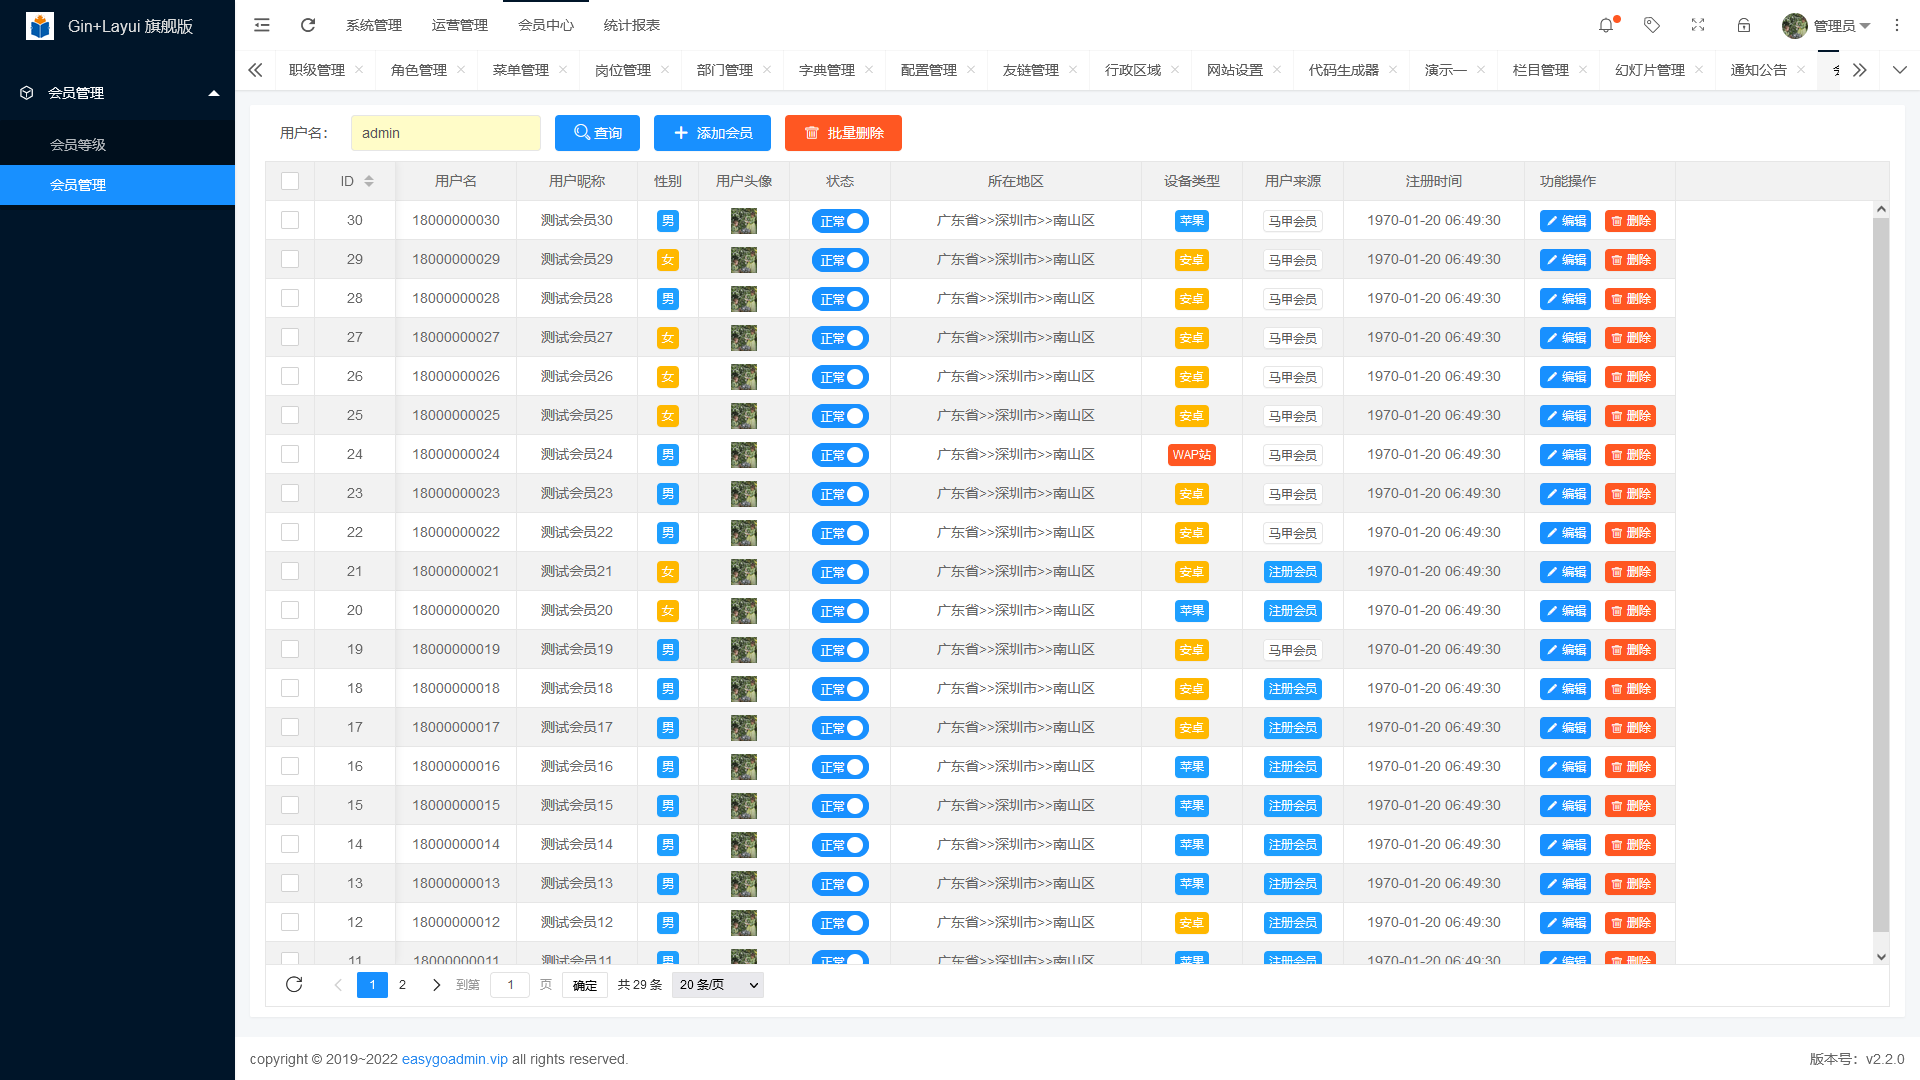 Gin+Layui 旗舰版
系统管理 运营管理 会员中心 统计报表
管理员
职级管理 角色管理 菜单管理 岗位管理 部门管理 字典管理 配置管理 友链管理 行政区域 网站设置 代码生成器 演示一 栏目管理 幻灯片管理 通知公告
会员管理
会员等级
会员管理
用户名: admin 查询 添加会员 批量删除
ID 用户名 用户昵称 性别 用户头像 状态 所在地区 设备类型 用户来源 注册时间 功能操作
30 18000000030 测试会员30 男 正常 广东省>>深圳市>>南山区 苹果 马甲会员 1970-01-20 06:49:30 编辑 删除
29 18000000029 测试会员29 女 正常 广东省>>深圳市>>南山区 安卓 马甲会员 1970-01-20 06:49:30 编辑 删除
28 18000000028 测试会员28 男 正常 广东省>>深圳市>>南山区 安卓 马甲会员 1970-01-20 06:49:30 编辑 删除
27 18000000027 测试会员27 女 正常 广东省>>深圳市>>南山区 安卓 马甲会员 1970-01-20 06:49:30 编辑 删除
26 18000000026 测试会员26 女 正常 广东省>>深圳市>>南山区 安卓 马甲会员 1970-01-20 06:49:30 编辑 删除
25 18000000025 测试会员25 女 正常 广东省>>深圳市>>南山区 安卓 马甲会员 1970-01-20 06:49:30 编辑 删除
24 18000000024 测试会员24 男 正常 广东省>>深圳市>>南山区 WAP站 马甲会员 1970-01-20 06:49:30 编辑 删除
23 18000000023 测试会员23 男 正常 广东省>>深圳市>>南山区 安卓 马甲会员 1970-01-20 06:49:30 编辑 删除
22 18000000022 测试会员22 男 正常 广东省>>深圳市>>南山区 安卓 马甲会员 1970-01-20 06:49:30 编辑 删除
21 18000000021 测试会员21 女 正常 广东省>>深圳市>>南山区 安卓 注册会员 1970-01-20 06:49:30 编辑 删除
20 18000000020 测试会员20 女 正常 广东省>>深圳市>>南山区 苹果 注册会员 1970-01-20 06:49:30 编辑 删除
19 18000000019 测试会员19 男 正常 广东省>>深圳市>>南山区 安卓 马甲会员 1970-01-20 06:49:30 编辑 删除
18 18000000018 测试会员18 男 正常 广东省>>深圳市>>南山区 安卓 注册会员 1970-01-20 06:49:30 编辑 删除
17 18000000017 测试会员17 男 正常 广东省>>深圳市>>南山区 安卓 注册会员 1970-01-20 06:49:30 编辑 删除
16 18000000016 测试会员16 男 正常 广东省>>深圳市>>南山区 苹果 注册会员 1970-01-20 06:49:30 编辑 删除
15 18000000015 测试会员15 男 正常 广东省>>深圳市>>南山区 苹果 注册会员 1970-01-20 06:49:30 编辑 删除
14 18000000014 测试会员14 男 正常 广东省>>深圳市>>南山区 苹果 注册会员 1970-01-20 06:49:30 编辑 删除
13 18000000013 测试会员13 男 正常 广东省>>深圳市>>南山区 苹果 注册会员 1970-01-20 06:49:30 编辑 删除
12 18000000012 测试会员12 男 正常 广东省>>深圳市>>南山区 安卓 注册会员 1970-01-20 06:49:30 编辑 删除
11 18000000011 测试会员11 男 正常 广东省>>深圳市>>南山区 苹果 注册会员 1970-01-20 06:49:30 编辑 删除
1 2 到第 1 页 确定 共 29 条 20 条/页
copyright © 2019~2022 easygoadmin.vip all rights reserved.
版本号：v2.2.0